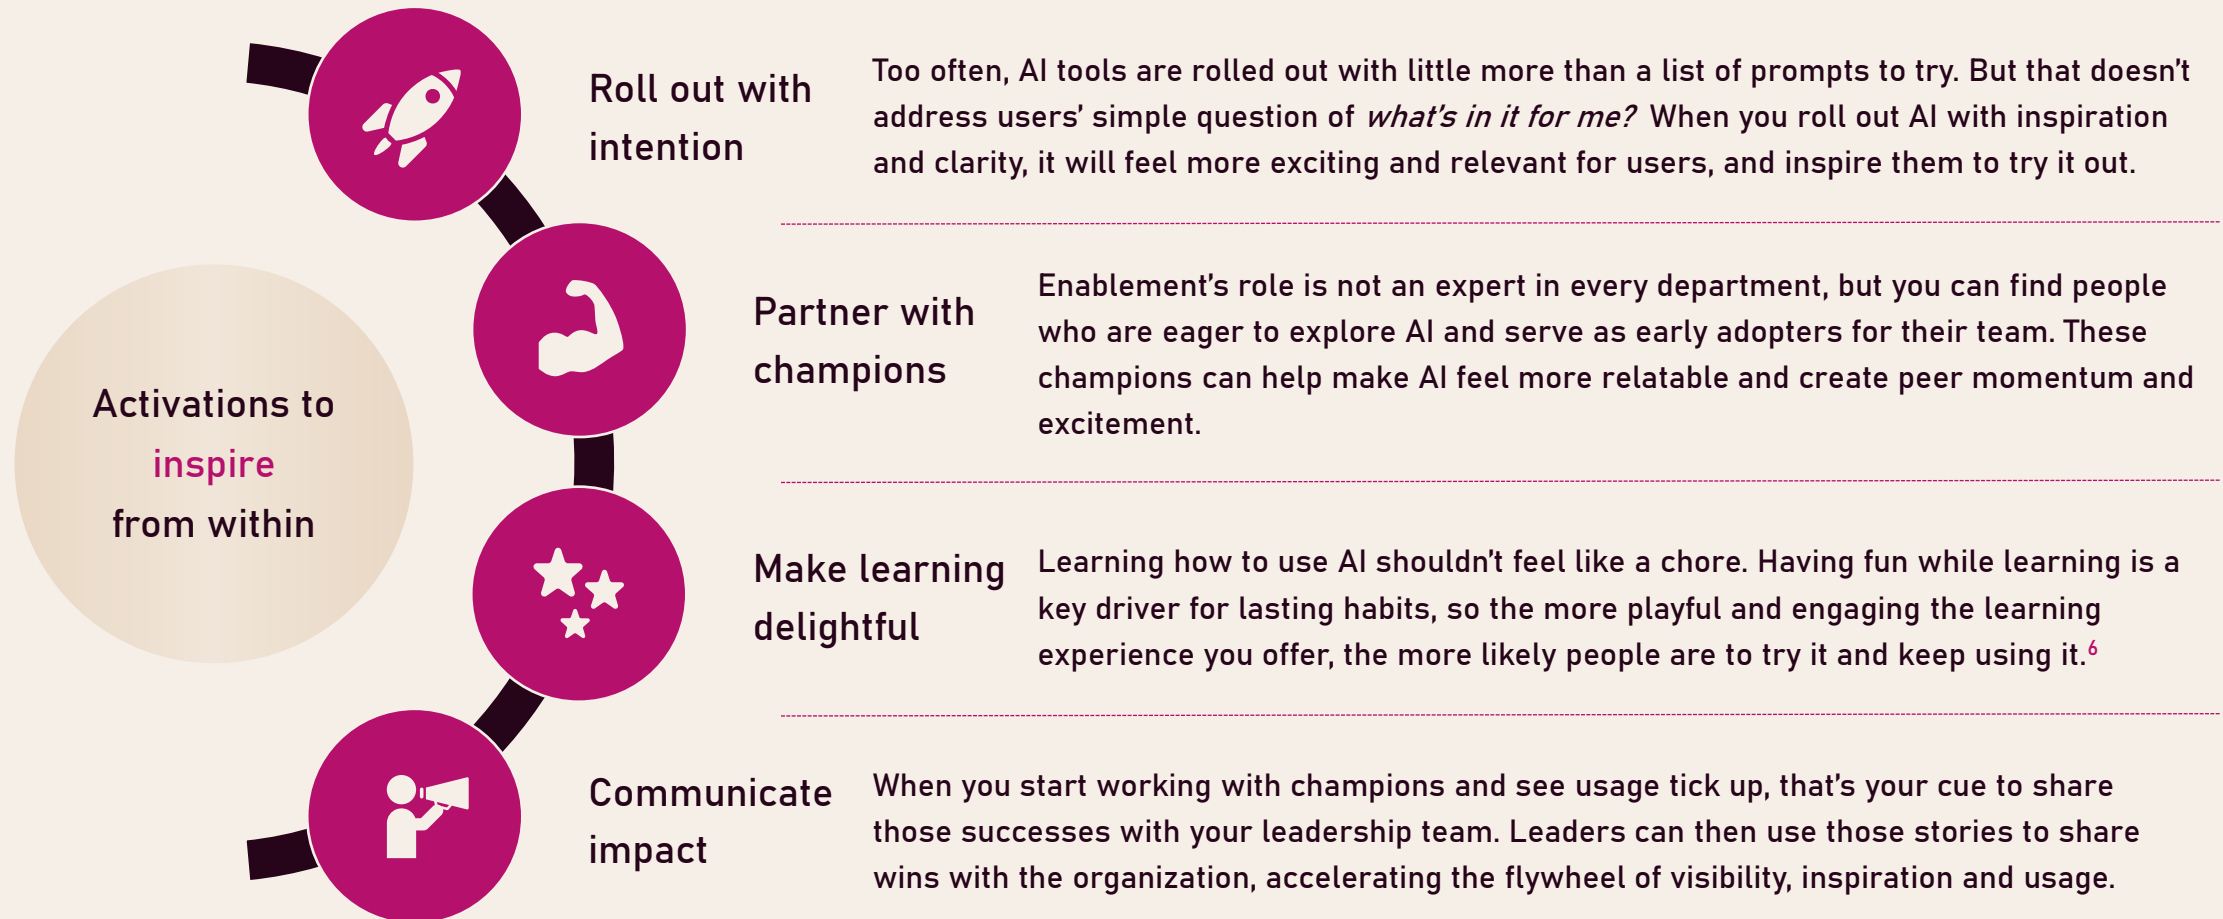 Activations to
inspire
from within
Roll out with
intention
Too often, AI tools are rolled out with little more than a list of prompts to try. But that doesn’t
address users’ simple question of what’s in it for me? When you roll out AI with inspiration
and clarity, it will feel more exciting and relevant for users, and inspire them to try it out.
Partner with
champions
Enablement’s role is not an expert in every department, but you can find people
who are eager to explore AI and serve as early adopters for their team. These
champions can help make AI feel more relatable and create peer momentum and
excitement.
Make learning
delightful
Learning how to use AI shouldn’t feel like a chore. Having fun while learning is a
key driver for lasting habits, so the more playful and engaging the learning
experience you offer, the more likely people are to try it and keep using it.6
Communicate
impact
When you start working with champions and see usage tick up, that’s your cue to share
those successes with your leadership team. Leaders can then use those stories to share
wins with the organization, accelerating the flywheel of visibility, inspiration and usage.